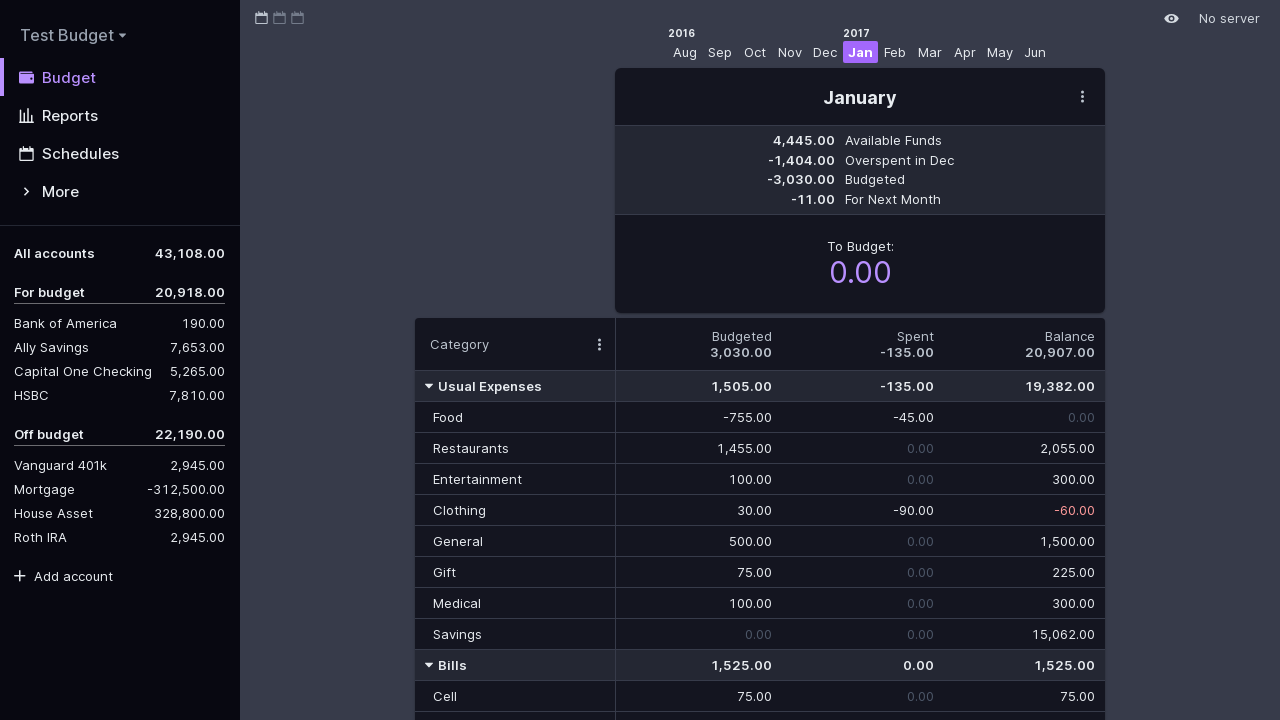 Test Budget
Budget
Reports
Schedules
More
All accounts 43,108.00
For budget 20,918.00
Bank of America 190.00
Ally Savings 7,653.00
Capital One Checking 5,265.00
HSBC 7,810.00
Off budget 22,190.00
Vanguard 401k 2,945.00
Mortgage -312,500.00
House Asset 328,800.00
Roth IRA 2,945.00
Add account
No server
2016 2017
Aug Sep Oct Nov Dec Jan Feb Mar Apr May Jun
January
4,445.00 Available Funds
-1,404.00 Overspent in Dec
-3,030.00 Budgeted
-11.00 For Next Month
To Budget:
0.00
Category Budgeted Spent Balance
3,030.00 -135.00 20,907.00
Usual Expenses 1,505.00 -135.00 19,382.00
Food -755.00 -45.00 0.00
Restaurants 1,455.00 0.00 2,055.00
Entertainment 100.00 0.00 300.00
Clothing 30.00 -90.00 -60.00
General 500.00 0.00 1,500.00
Gift 75.00 0.00 225.00
Medical 100.00 0.00 300.00
Savings 0.00 0.00 15,062.00
Bills 1,525.00 0.00 1,525.00
Cell 75.00 0.00 75.00